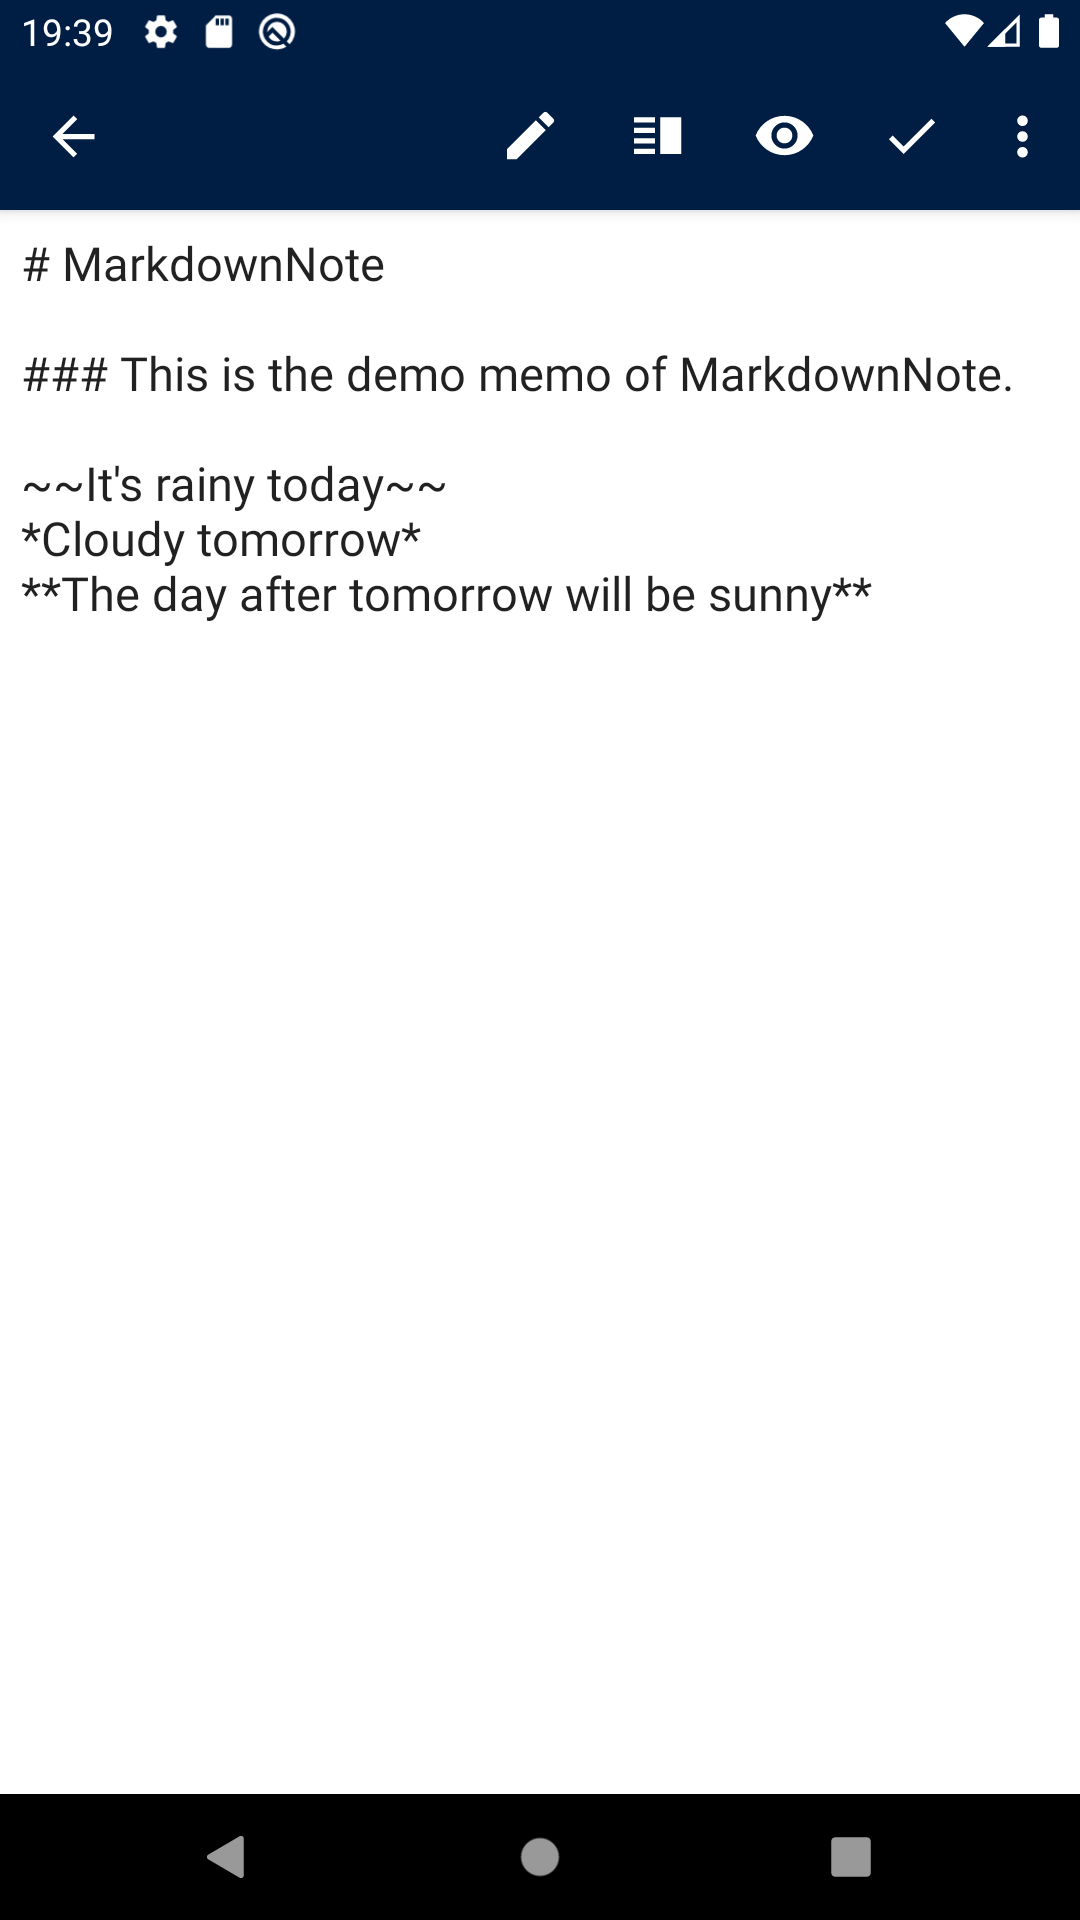 19:39
# MarkdownNote
### This is the demo memo of MarkdownNote.
~~It's rainy today~~
*Cloudy tomorrow*
**The day after tomorrow will be sunny**